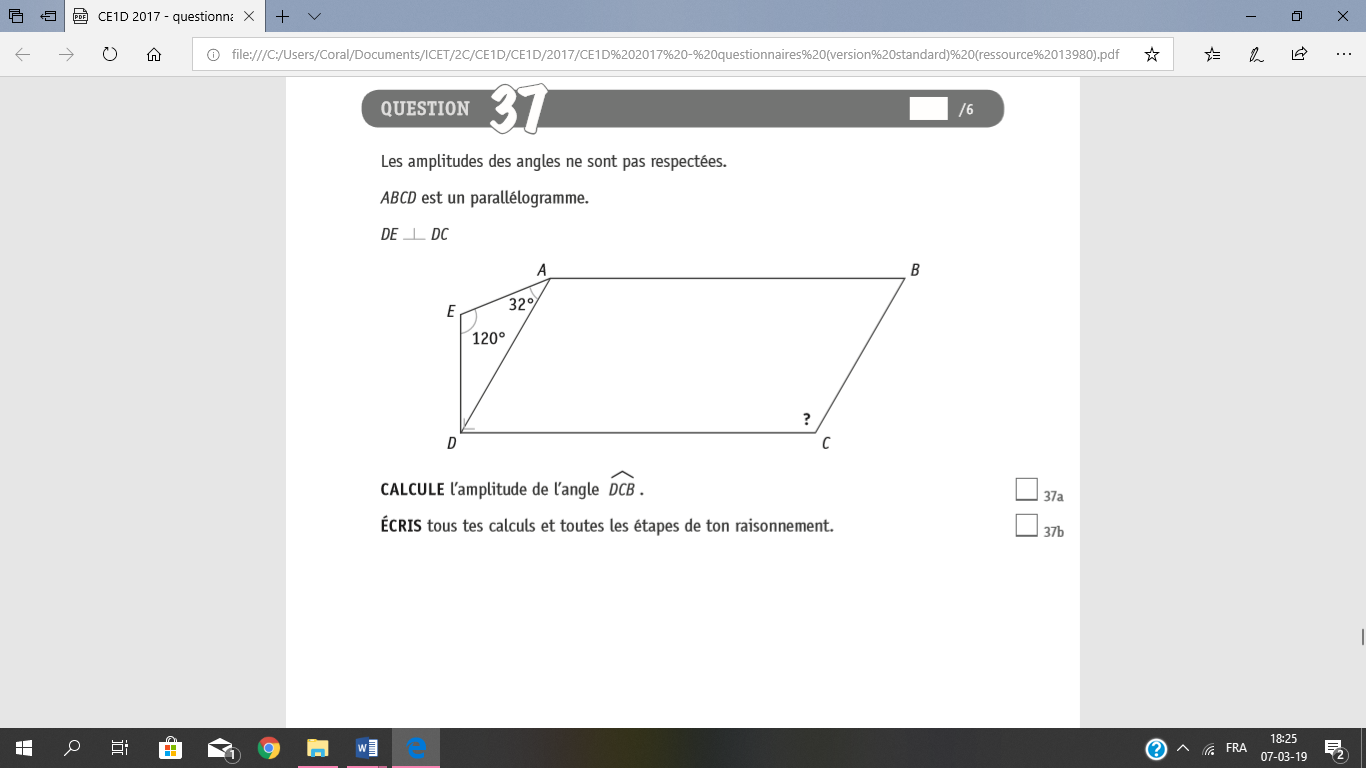 CE1D 2017 - questionna
file:///C:/Users/Coral/Documents/ICET/2C/CE1D/CE1D/2017/CE1D%202017%20-%20questionnaires%20(version%20standard)%20(ressource%2013980).pdf
QUESTION 37 /6
Les amplitudes des angles ne sont pas respectées.
ABCD est un parallélogramme.
DE ⊥ DC
A B
E 32°
120°
?
D C
CALCULE l'amplitude de l'angle DCB .
37a
ÉCRIS tous tes calculs et toutes les étapes de ton raisonnement.
37b
1
FRA
18:25
07-03-19
2